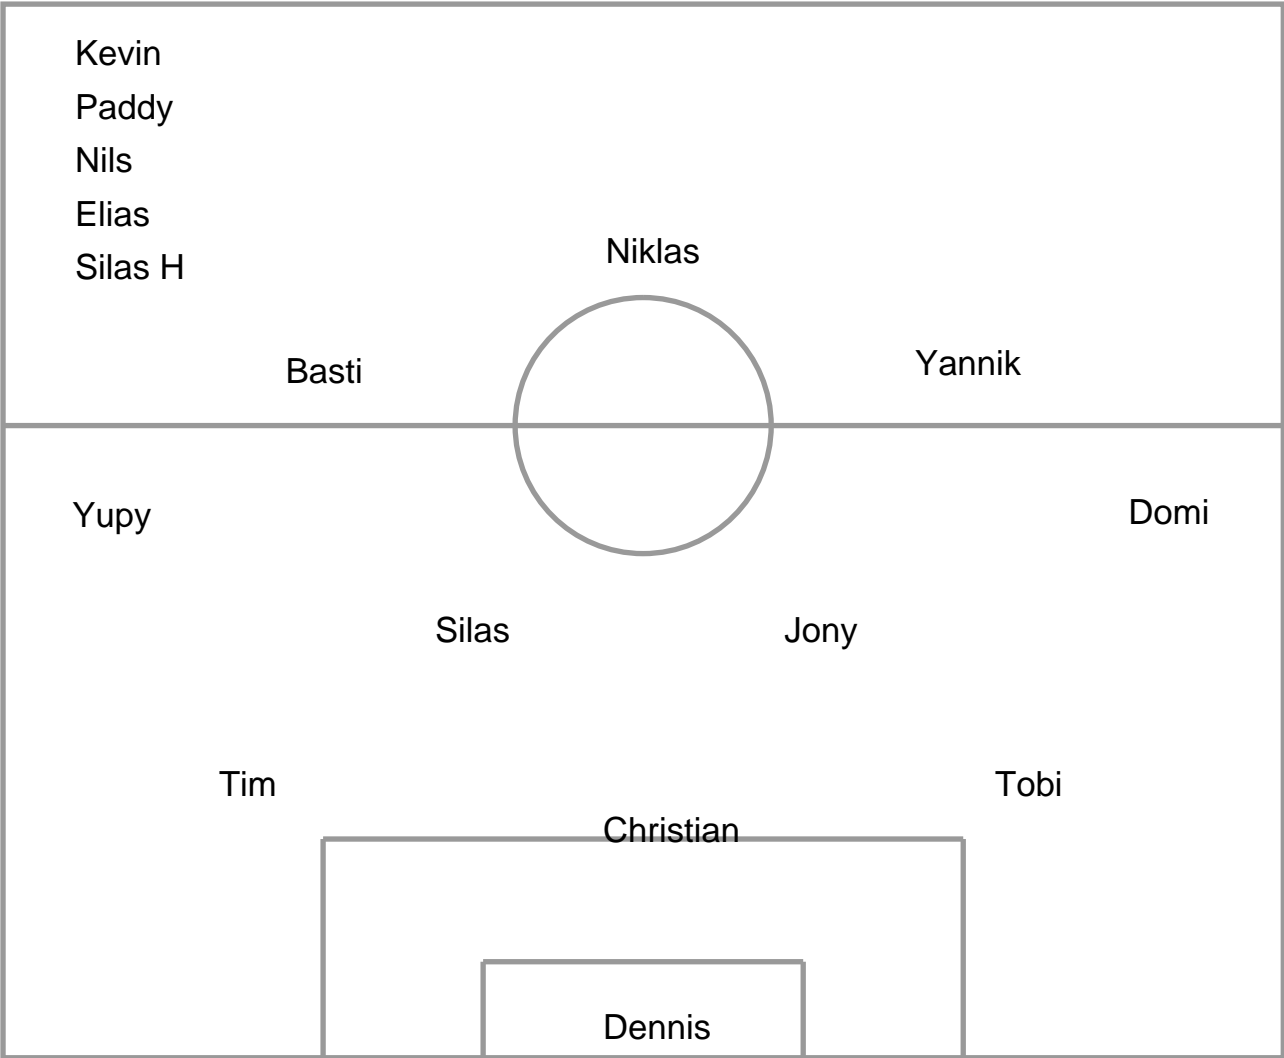 Kevin
Paddy
Nils
Elias
Silas H
Niklas
Basti
Yannik
Yupy
Domi
Silas
Jony
Tim
Tobi
Christian
Dennis